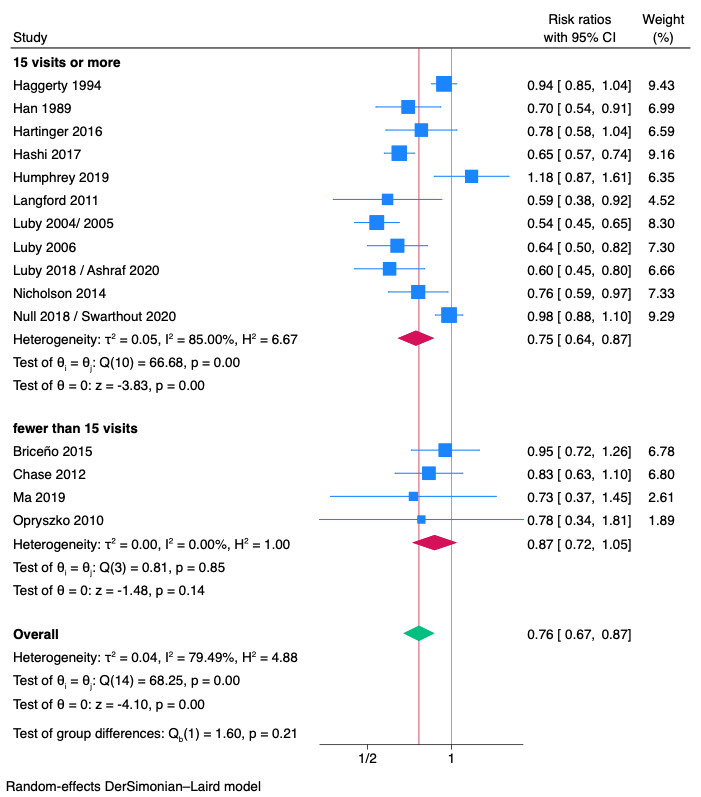 Risk ratios Weight
Study with 95% CI (%)
15 visits or more
Haggerty 1994 0.94 [ 0.85, 1.04] 9.43
Han 1989 0.70 [ 0.54, 0.91] 6.99
Hartinger 2016 0.78 [ 0.58, 1.04] 6.59
Hashi 2017 0.65 [ 0.57, 0.74] 9.16
Humphrey 2019 1.18 [ 0.87, 1.61] 6.35
Langford 2011 0.59 [ 0.38, 0.92] 4.52
Luby 2004/ 2005 0.54 [ 0.45, 0.65] 8.30
Luby 2006 0.64 [ 0.50, 0.82] 7.30
Luby 2018 / Ashraf 2020 0.60 [ 0.45, 0.80] 6.66
Nicholson 2014 0.76 [ 0.59, 0.97] 7.33
Null 2018 / Swarthout 2020 0.98 [ 0.88, 1.10] 9.29
Heterogeneity: τ² = 0.05, I² = 85.00%, H² = 6.67 0.75 [ 0.64, 0.87]
Test of θᵢ = θⱼ: Q(10) = 66.68, p = 0.00
Test of θ = 0: z = -3.83, p = 0.00
fewer than 15 visits
Briceño 2015 0.95 [ 0.72, 1.26] 6.78
Chase 2012 0.83 [ 0.63, 1.10] 6.80
Ma 2019 0.73 [ 0.37, 1.45] 2.61
Opryszko 2010 0.78 [ 0.34, 1.81] 1.89
Heterogeneity: τ² = 0.00, I² = 0.00%, H² = 1.00 0.87 [ 0.72, 1.05]
Test of θᵢ = θⱼ: Q(3) = 0.81, p = 0.85
Test of θ = 0: z = -1.48, p = 0.14
Overall 0.76 [ 0.67, 0.87]
Heterogeneity: τ² = 0.04, I² = 79.49%, H² = 4.88
Test of θᵢ = θⱼ: Q(14) = 68.25, p = 0.00
Test of θ = 0: z = -4.10, p = 0.00
Test of group differences: Q_b(1) = 1.60, p = 0.21
1/2 1
Random-effects DerSimonian–Laird model